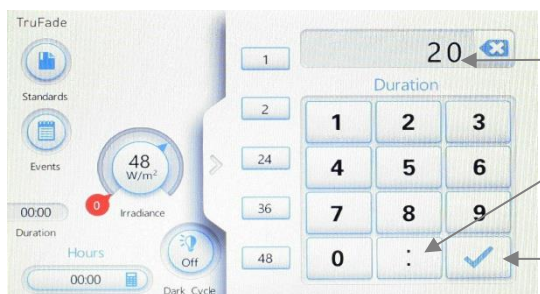 TruFade
Standards
Events
48
W/m²
0
Irradiance
00:00
Duration
Hours
00:00
Off
Dark Cycle
1
2
24
36
48
20
Duration
1 2 3
4 5 6
7 8 9
0 :